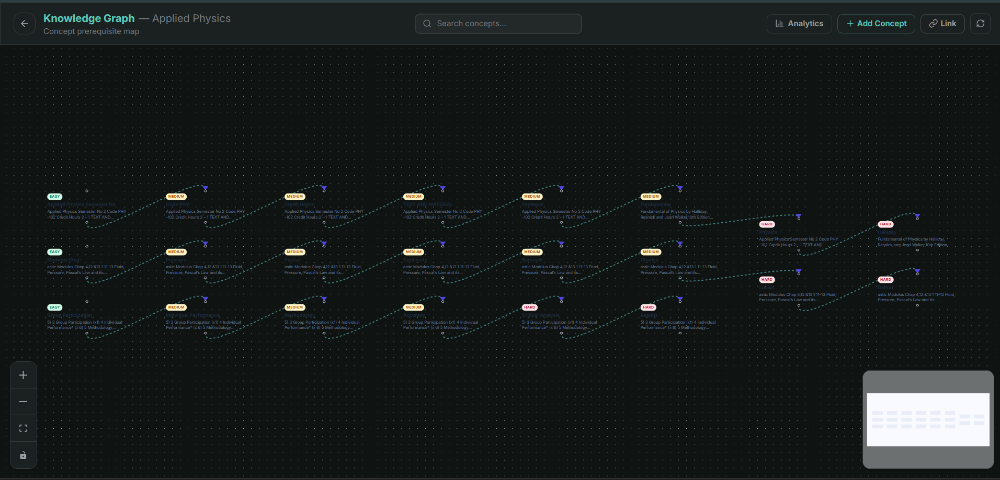 Knowledge Graph — Applied Physics
Concept prerequisite map
Search concepts...
Analytics
Add Concept
Link
EASY
Applied Physics Semester No
Applied Physics Semester No 2 Code PHY
-102 Credit Hours 2 – 1 TEXT AND...
MEDIUM
Code PHY
Applied Physics Semester No 2 Code PHY
-102 Credit Hours 2 – 1 TEXT AND...
MEDIUM
Credit Hours
Applied Physics Semester No 2 Code PHY
-102 Credit Hours 2 – 1 TEXT AND...
MEDIUM
TEXT AND MATERIAL
Applied Physics Semester No 2 Code PHY
-102 Credit Hours 2 – 1 TEXT AND...
MEDIUM
Textbook
Applied Physics Semester No 2 Code PHY
-102 Credit Hours 2 – 1 TEXT AND...
MEDIUM
Fundamental
Fundamental of Physics by Halliday,
Resnick and Jearl Walker,10th Edition...
HARD
Physics
Applied Physics Semester No 2 Code PHY
-102 Credit Hours 2 – 1 TEXT AND...
HARD
Halliday
Fundamental of Physics by Halliday,
Resnick and Jearl Walker,10th Edition...
EASY
Modulus Chap
astic Modulus Chap 4,12 &13 1 11-13 Fluid,
Pressure, Pascal's Law and its...
MEDIUM
Pressure
astic Modulus Chap 4,12 &13 1 11-13 Fluid,
Pressure, Pascal's Law and its...
MEDIUM
Pascal
astic Modulus Chap 4,12 &13 1 11-13 Fluid,
Pressure, Pascal's Law and its...
MEDIUM
Continuity
astic Modulus Chap 4,12 &13 1 11-13 Fluid,
Pressure, Pascal's Law and its...
MEDIUM
Bernoulli
astic Modulus Chap 4,12 &13 1 11-13 Fluid,
Pressure, Pascal's Law and its...
MEDIUM
Charles
astic Modulus Chap 4,12 &13 1 11-13 Fluid,
Pressure, Pascal's Law and its...
HARD
astic Modulus Chap 4,12 &13 1 11-13 Fluid,
Pressure, Pascal's Law and its...
HARD
Dalton
astic Modulus Chap 4,12 &13 1 11-13 Fluid,
Pressure, Pascal's Law and its...
EASY
Group Participation
5) 3 Group Participation (x1) 4 Individual
Performance* (x 6) 5 Methodology...
MEDIUM
Individual Performance
5) 3 Group Participation (x1) 4 Individual
Performance* (x 6) 5 Methodology...
MEDIUM
Methodology
5) 3 Group Participation (x1) 4 Individual
Performance* (x 6) 5 Methodology...
MEDIUM
Accuracy
5) 3 Group Participation (x1) 4 Individual
Performance* (x 6) 5 Methodology...
HARD
Critical Analysis
5) 3 Group Participation (x1) 4 Individual
Performance* (x 6) 5 Methodology...
HARD
Results
5) 3 Group Participation (x1) 4 Individual
Performance* (x 6) 5 Methodology...